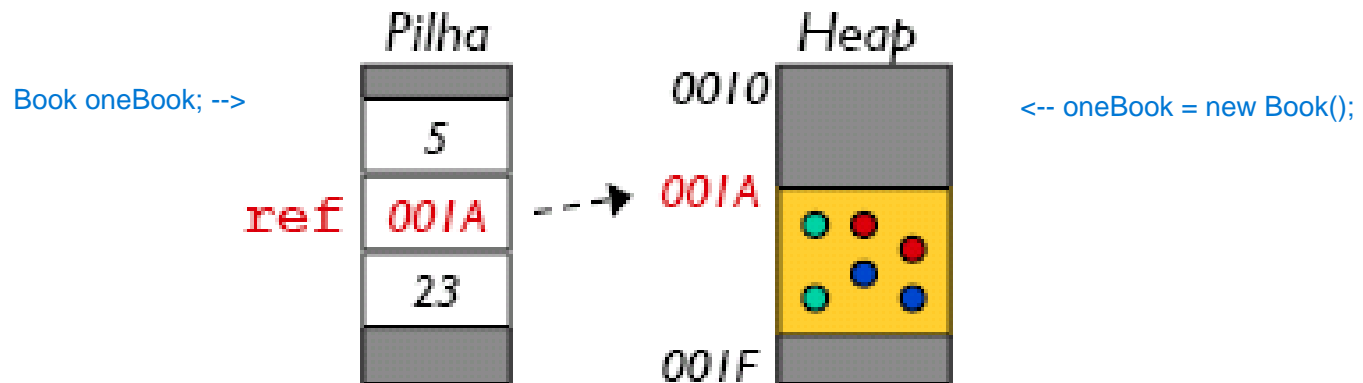 Pilha
Heap
Book oneBook; -->
0010
<-- oneBook = new Book();
5
ref
001A
001A
23
001F